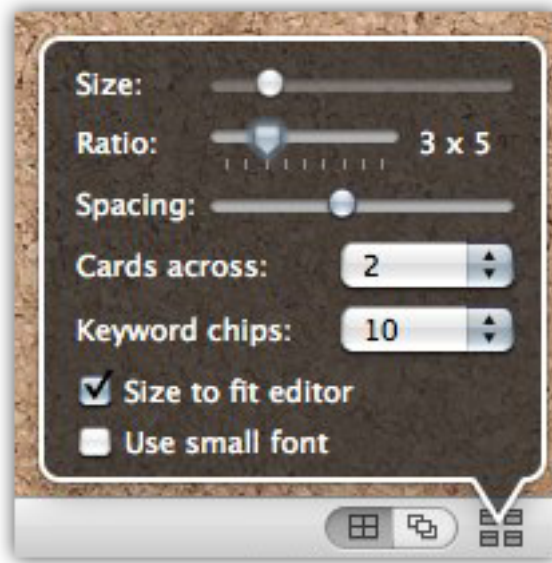 Size:
Ratio: 3 x 5
Spacing:
Cards across: 2
Keyword chips: 10
Size to fit editor
Use small font